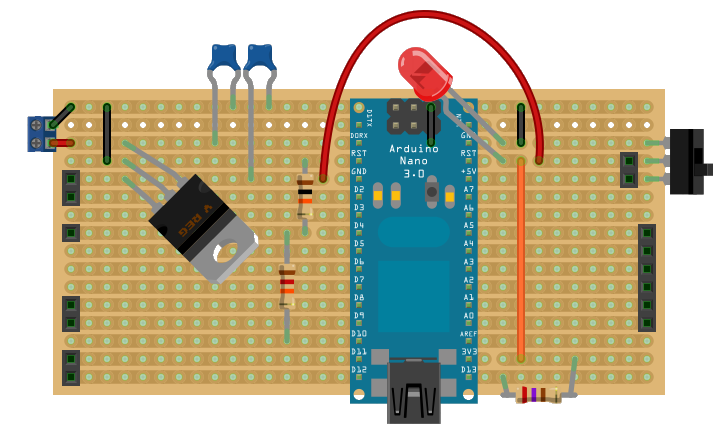 D1TX
D0RX
GN
Arduino
Nano
3.0
RST
RST
GND
+5V
D2
A7
D3
A6
D4
A5
D5
A4
D6
A3
D7
A2
D8
A1
D9
A0
D10
AREF
D11
3V3
D12
D13
V REG